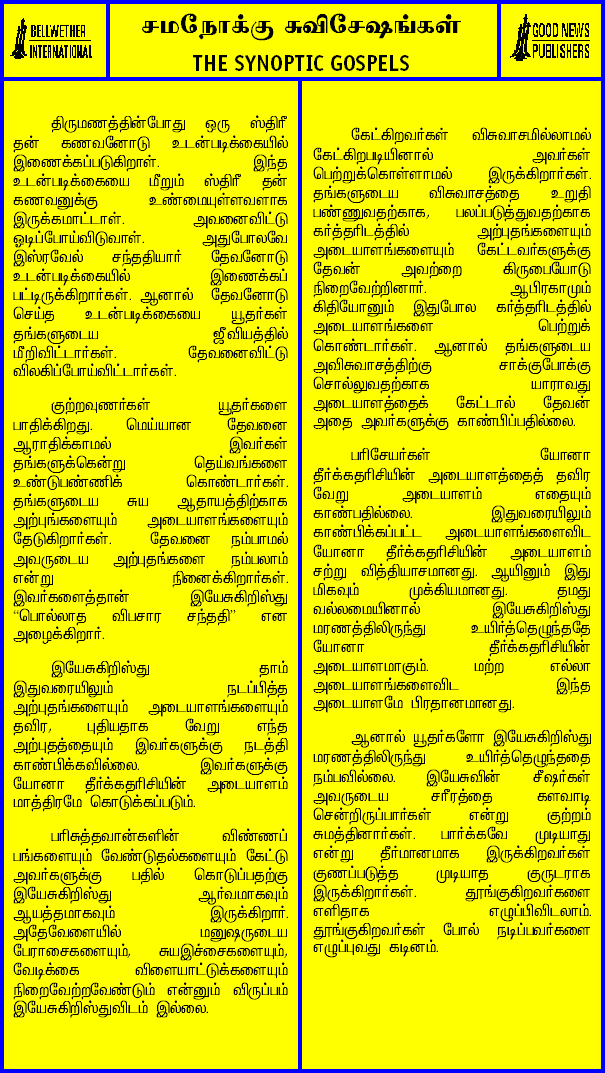 BELLWETHER
INTERNATIONAL
சமநோக்கு சுவிசேஷங்கள்
THE SYNOPTIC GOSPELS
GOOD NEWS
PUBLISHERS
திருமணத்தின்போது ஒரு ஸ்திரீ
தன் கணவனோடு உடன்படிக்கையில்
இணைக்கப்படுகிறாள். இந்த
உடன்படிக்கையை மீறும் ஸ்திரீ தன்
கணவனுக்கு உண்மையுள்ளவளாக
இருக்கமாட்டாள். அவனைவிட்டு
ஓடிப்போய்விடுவாள். அதுபோலவே
இஸ்ரவேல் சந்ததியார் தேவனோடு
உடன்படிக்கையில் இணைக்கப்
பட்டிருக்கிறார்கள். ஆனால் தேவனோடு
செய்த உடன்படிக்கையை யூதர்கள்
தங்களுடைய ஜீவியத்தில்
மீறிவிட்டார்கள். தேவனைவிட்டு
விலகிப்போய்விட்டார்கள்.
குற்றவுணர்கள் யூதர்களை
பாதிக்கிறது. மெய்யான தேவனை
ஆராதிக்காமல் இவர்கள்
தங்களுக்கென்று தெய்வங்களை
உண்டுபண்ணிக் கொண்டார்கள்.
தங்களுடைய சுய ஆதாயத்திற்காக
அற்புங்களையும் அடையாளங்களையும்
தேடுகிறார்கள். தேவனை நம்பாமல்
அவருடைய அற்புதங்களை நம்பலாம்
என்று நினைக்கிறார்கள்.
இவர்களைத்தான் இயேசுகிறிஸ்து
“பொல்லாத விபசார சந்ததி” என
அழைக்கிறார்.
இயேசுகிறிஸ்து தாம்
இதுவரையிலும் நடப்பித்த
அற்புதங்களையும் அடையாளங்களையும்
தவிர, புதியதாக வேறு எந்த
அற்புதத்தையும் இவர்களுக்கு நடத்தி
காண்பிக்கவில்லை. இவர்களுக்கு
யோனா தீர்க்கதரிசியின் அடையாளம்
மாத்திரமே கொடுக்கப்படும்.
பரிசுத்தவான்களின் விண்ணப்
பங்களையும் வேண்டுதல்களையும் கேட்டு
அவர்களுக்கு பதில் கொடுப்பதற்கு
இயேசுகிறிஸ்து ஆர்வமாகவும்
ஆயத்தமாகவும் இருக்கிறார்.
அதேவேளையில் மனுஷருடைய
பேராசைகளையும், சுயஇச்சைகளையும்,
வேடிக்கை விளையாட்டுக்களையும்
நிறைவேற்றவேண்டும் என்னும் விருப்பம்
இயேசுகிறிஸ்துவிடம் இல்லை.
கேட்கிறவர்கள் விசுவாசமில்லாமல்
கேட்கிறபடியினால் அவர்கள்
பெற்றுக்கொள்ளாமல் இருக்கிறார்கள்.
தங்களுடைய விசுவாசத்தை உறுதி
பண்ணுவதற்காக, பலப்படுத்துவதற்காக
கர்த்தரிடத்தில் அற்புதங்களையும்
அடையாளங்களையும் கேட்டவர்களுக்கு
தேவன் அவற்றை கிருபையோடு
நிறைவேற்றினார். ஆபிரகாமும்
கிதியோனும் இதுபோல கர்த்தரிடத்தில்
அடையாளங்களை பெற்றுக்
கொண்டார்கள். ஆனால் தங்களுடைய
அவிசுவாசத்திற்கு சாக்குபோக்கு
சொல்லுவதற்காக யாராவது
அடையாளத்தைக் கேட்டால் தேவன்
அதை அவர்களுக்கு காண்பிப்பதில்லை.
பரிசேயர்கள் யோனா
தீர்க்கதரிசியின் அடையாளத்தைத் தவிர
வேறு அடையாளம் எதையும்
காண்பதில்லை. இதுவரையிலும்
காண்பிக்கப்பட்ட அடையாளங்களைவிட
யோனா தீர்க்கதரிசியின் அடையாளம்
சற்று வித்தியாசமானது. ஆயினும் இது
மிகவும் முக்கியமானது. தமது
வல்லமையினால் இயேசுகிறிஸ்து
மரணத்திலிருந்து உயிர்த்தெழுந்ததே
யோனா தீர்க்கதரிசியின்
அடையாளமாகும். மற்ற எல்லா
அடையாளங்களைவிட இந்த
அடையாளமே பிரதானமானது.
ஆனால் யூதர்களோ இயேசுகிறிஸ்து
மரணத்திலிருந்து உயிர்த்தெழுந்ததை
நம்பவில்லை. இயேசுவின் சீஷர்கள்
அவருடைய சரீரத்தை களவாடி
சென்றிருப்பார்கள் என்று குற்றம்
சுமத்தினார்கள். பார்க்கவே முடியாது
என்று தீர்மானமாக இருக்கிறவர்கள்
குணப்படுத்த முடியாத குருடராக
இருக்கிறார்கள். தூங்குகிறவர்களை
எளிதாக எழுப்பிவிடலாம்.
தூங்குகிறவர்கள் போல் நடிப்பவர்களை
எழுப்புவது கடினம்.